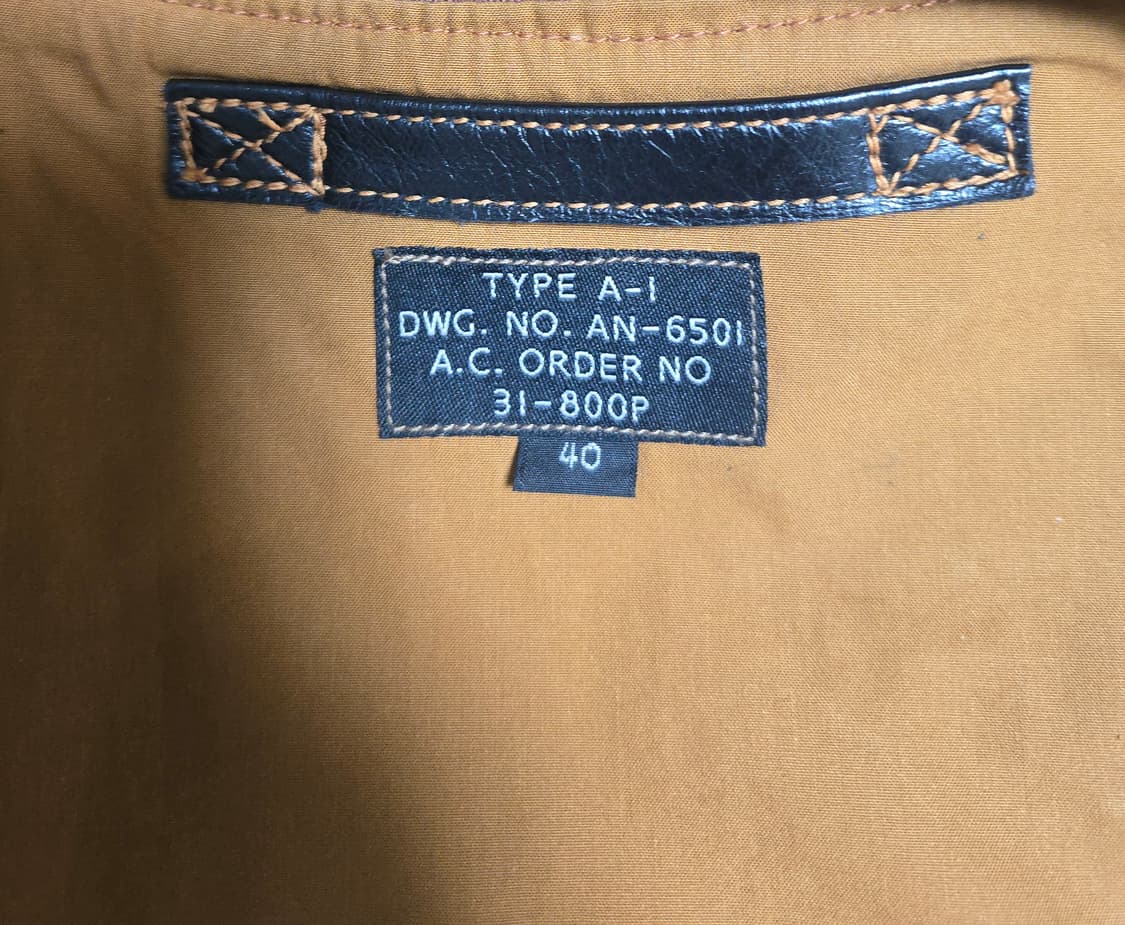 TYPE A-1
DWG. NO. AN-6501
A.C. ORDER NO
31-800P
40